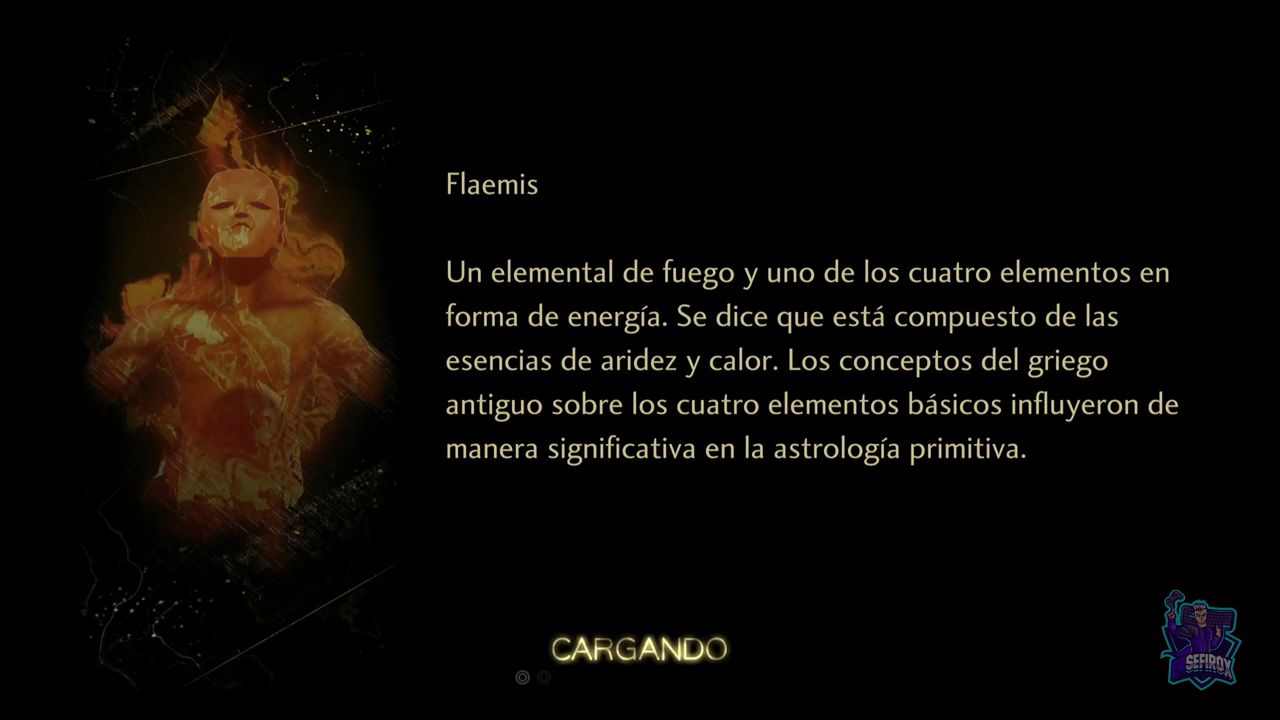 Flaemis
Un elemental de fuego y uno de los cuatro elementos en
forma de energía. Se dice que está compuesto de las
esencias de aridez y calor. Los conceptos del griego
antiguo sobre los cuatro elementos básicos influyeron de
manera significativa en la astrología primitiva.
CARGANDO
SEFIROX